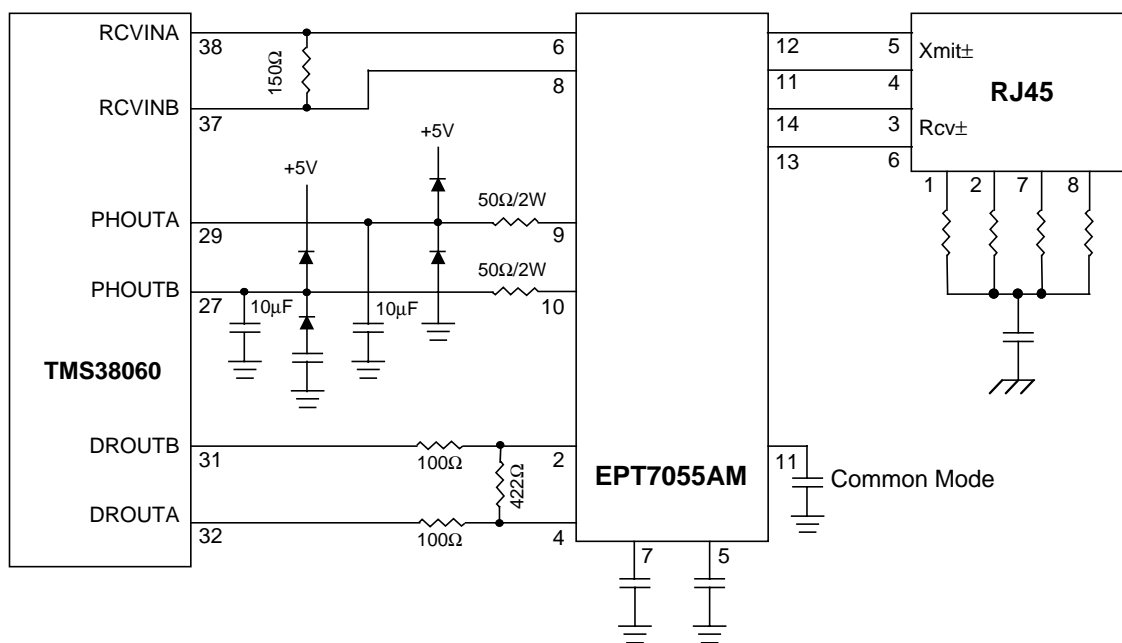 RCVINA
38
6
12
5
Xmit±
150Ω
8
11
4
RJ45
RCVINB
37
14
3
Rcv±
+5V
13
6
+5V
1
2
7
8
50Ω/2W
PHOUTA
29
9
50Ω/2W
PHOUTB
27
10µF
10µF
10
TMS38060
DROUTB
31
100Ω
2
11
422Ω
EPT7055AM
Common Mode
DROUTA
32
100Ω
4
7
5